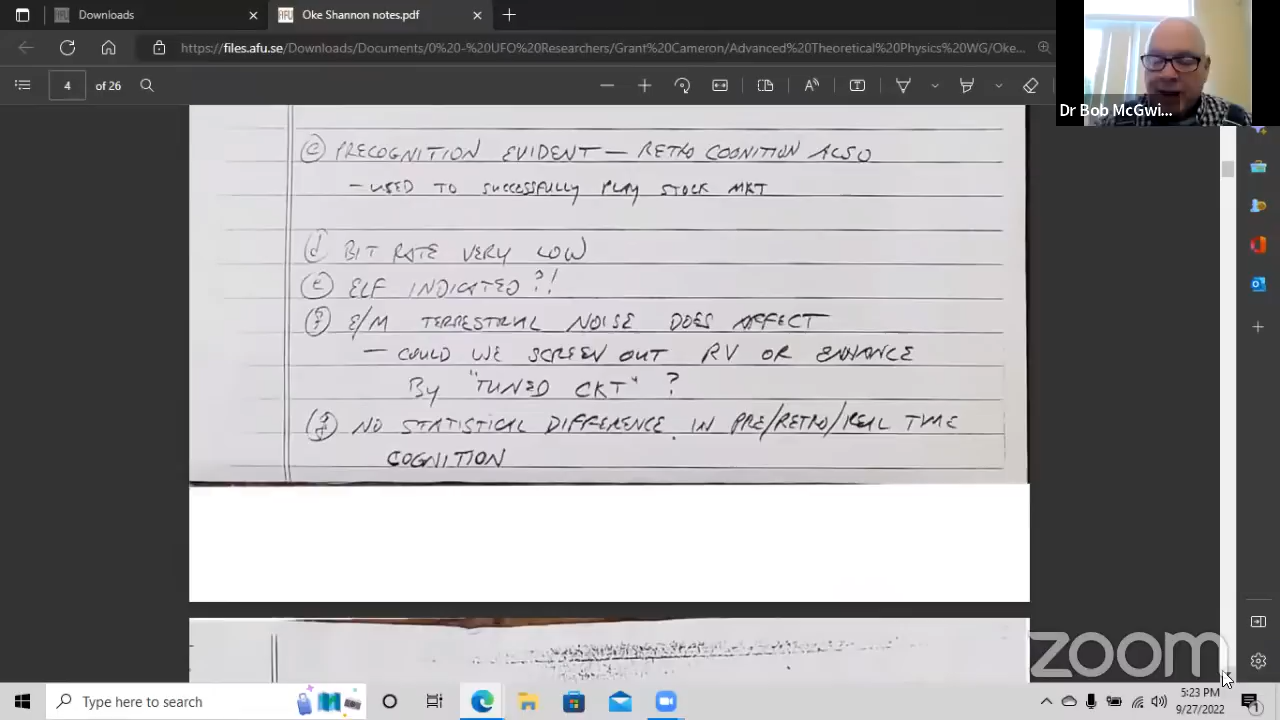 Downloads
Oke Shannon notes.pdf
https://files.afu.se/Downloads/Documents/0%20-%20UFO%20Researchers/Grant%20Cameron/Advanced%20Theoretical%20Physics%20WG/Oke...
4 of 26
Dr Bob McGwi...
(C) PRECOGNITION EVIDENT — RETRO COGNITION ALSO
- USED TO SUCCESSFULLY PLAY STOCK MKT
(d) BIT RATE VERY LOW
(E) ELF INDICATED?!
(F) E/M TERRESTRIAL NOISE DOES AFFECT
— COULD WE SCREEN OUT RV OR ENHANCE
By "TUNED CKT" ?
(g) NO STATISTICAL DIFFERENCE IN PRE/RETRO/REAL TIME
COGNITION
zoom
Type here to search
5:23 PM
9/27/2022